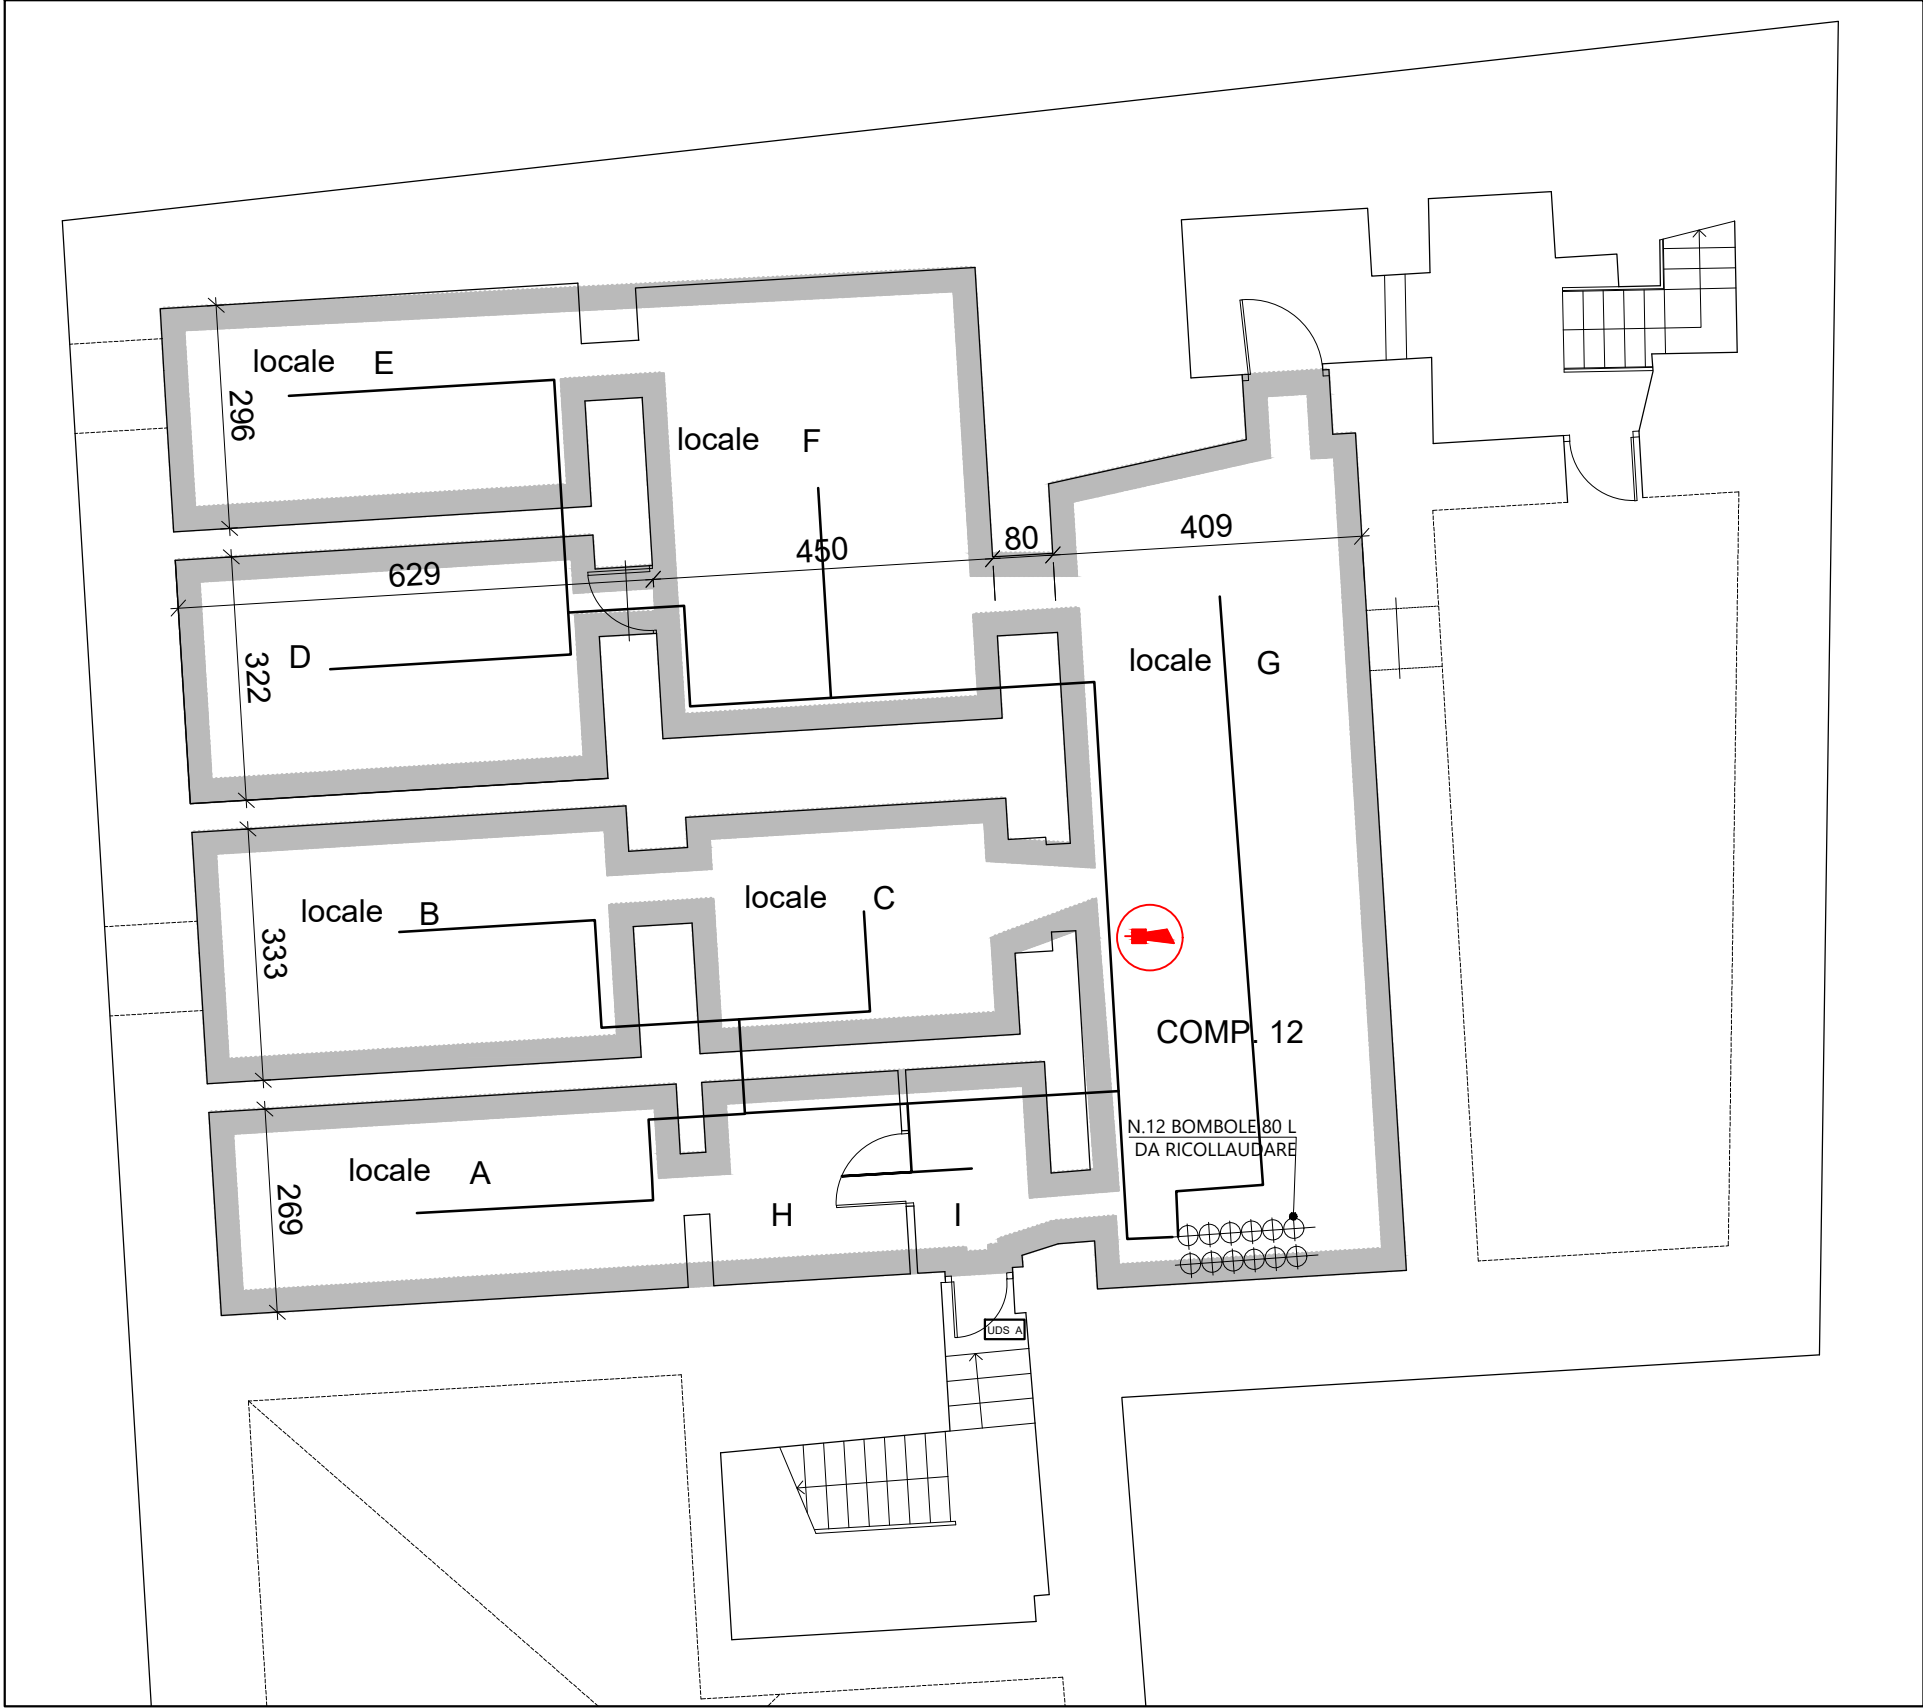 locale E
296
locale F
629
450
80
409
322
D
locale G
locale B
333
locale C
COMP. 12
N.12 BOMBOLE 80 L
DA RICOLLAUDARE
locale A
269
H
I
UDS A